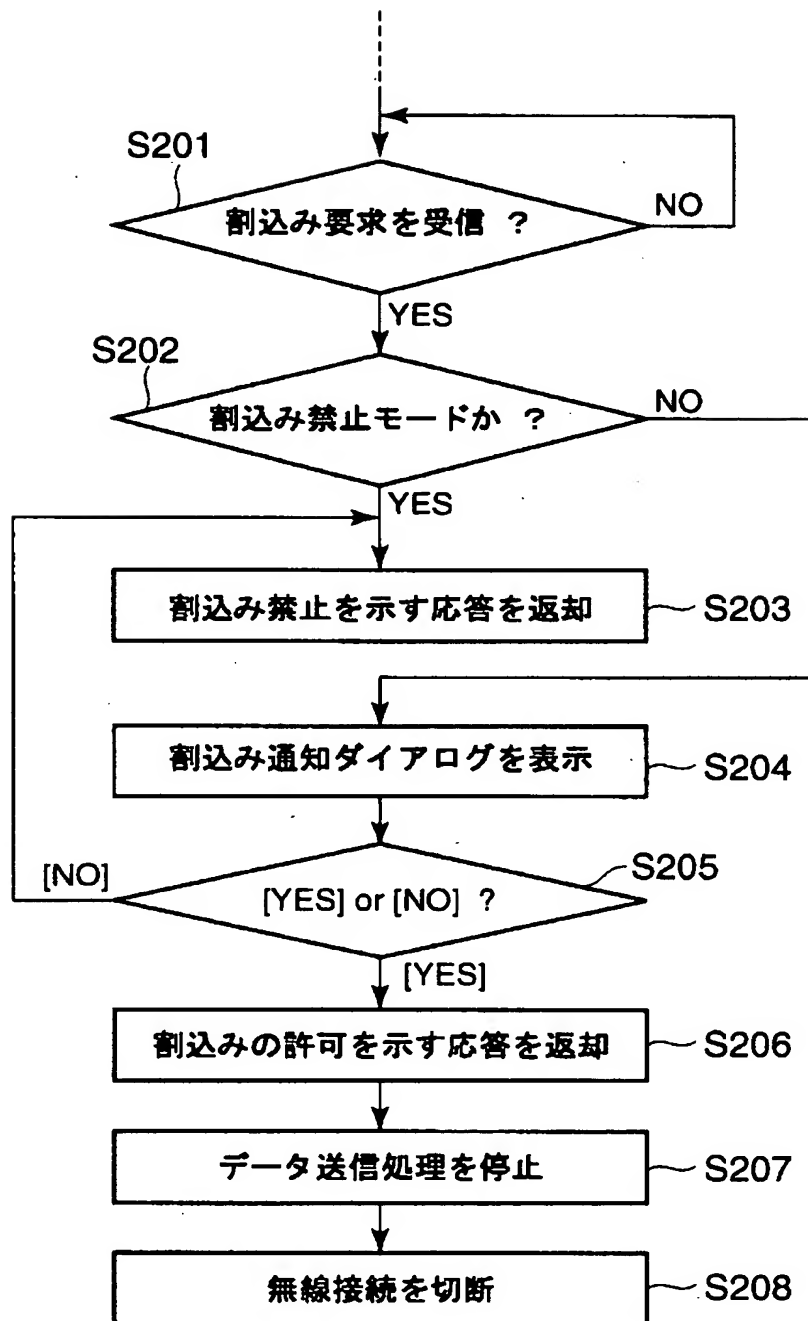 S201
割込み要求を受信 ?
NO
YES
S202
割込み禁止モードか ?
NO
YES
割込み禁止を示す応答を返却
S203
割込み通知ダイアログを表示
S204
[NO]
[YES] or [NO] ?
S205
[YES]
割込みの許可を示す応答を返却
S206
データ送信処理を停止
S207
無線接続を切断
S208